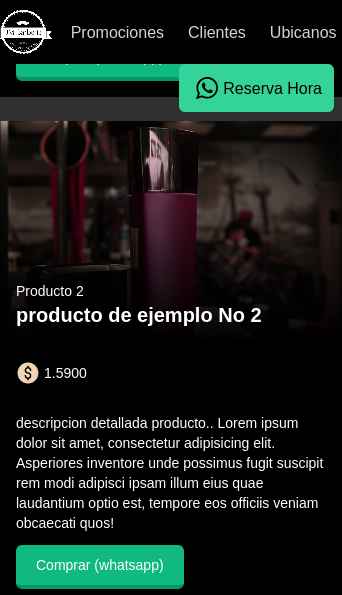 Promociones Clientes Ubicanos
Reserva Hora
Producto 2
producto de ejemplo No 2
1.5900
descripcion detallada producto.. Lorem ipsum
dolor sit amet, consectetur adipisicing elit.
Asperiores inventore unde possimus fugit suscipit
rem modi adipisci ipsam illum eius quae
laudantium optio est, tempore eos officiis veniam
obcaecati quos!
Comprar (whatsapp)